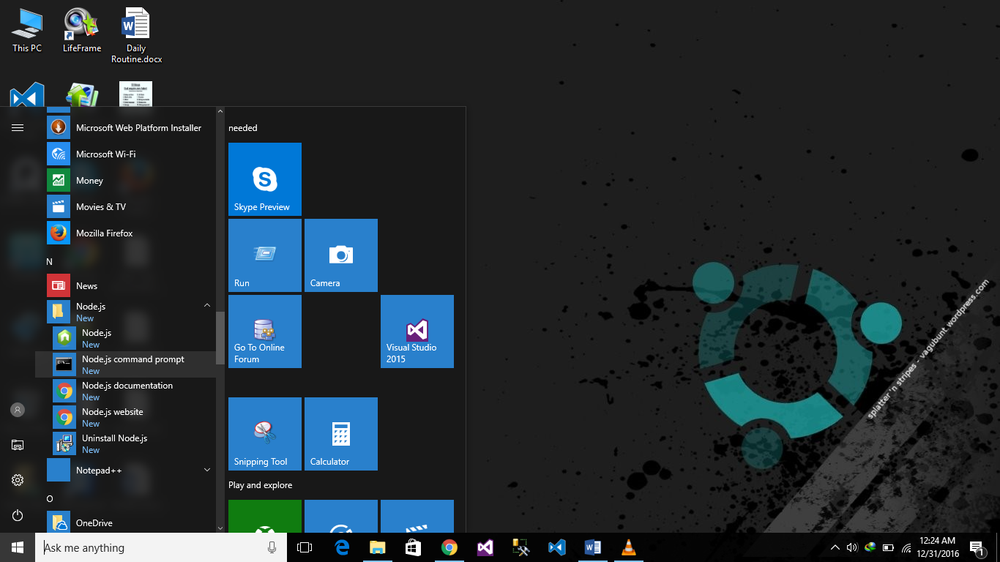 This PC
LifeFrame
Daily
Routine.docx
Microsoft Web Platform Installer
Microsoft Wi-Fi
Money
Movies & TV
Mozilla Firefox
N
News
Node.js
New
Node.js
New
Node.js command prompt
New
Node.js documentation
New
Node.js website
New
Uninstall Node.js
New
Notepad++
O
OneDrive
needed
Skype Preview
Run
Camera
Go To Online
Forum
Visual Studio
2015
Snipping Tool
Calculator
Play and explore
splatter 'n stripes - vagubunt.wordpress.com
Ask me anything
12:24 AM
12/31/2016
1